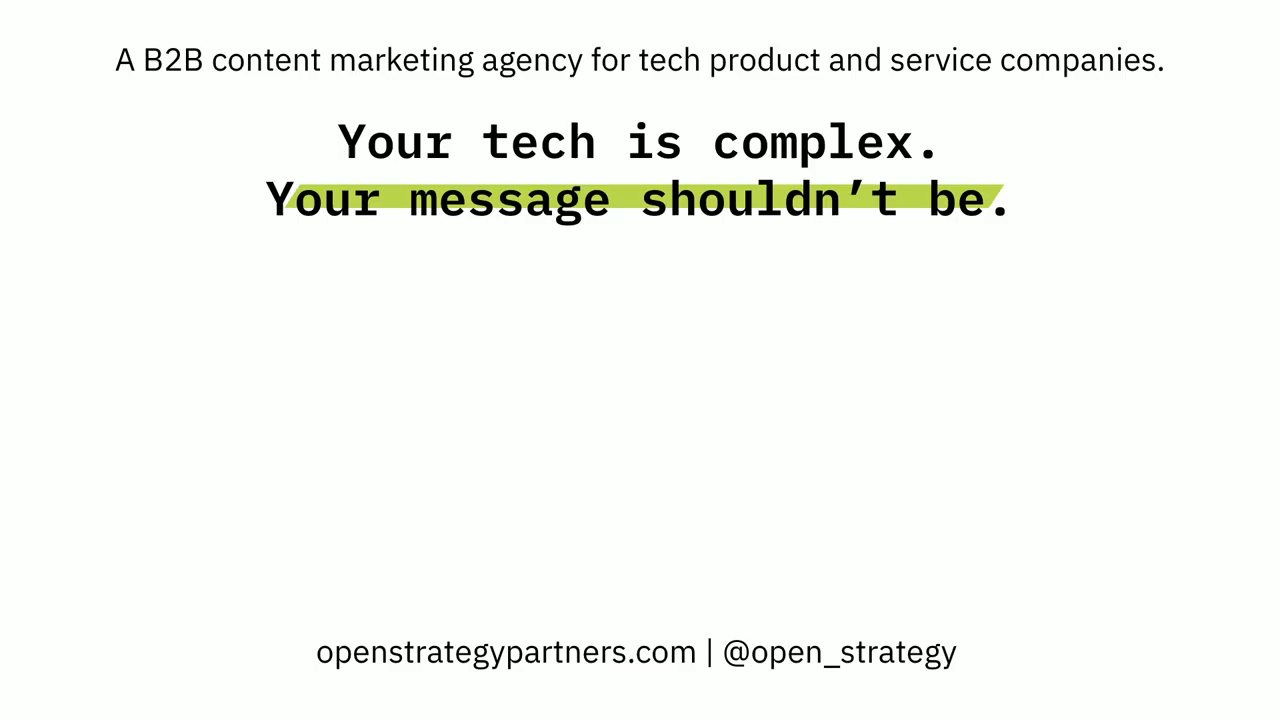 A B2B content marketing agency for tech product and service companies.
Your tech is complex.
Your message shouldn’t be.
openstrategypartners.com | @open_strategy